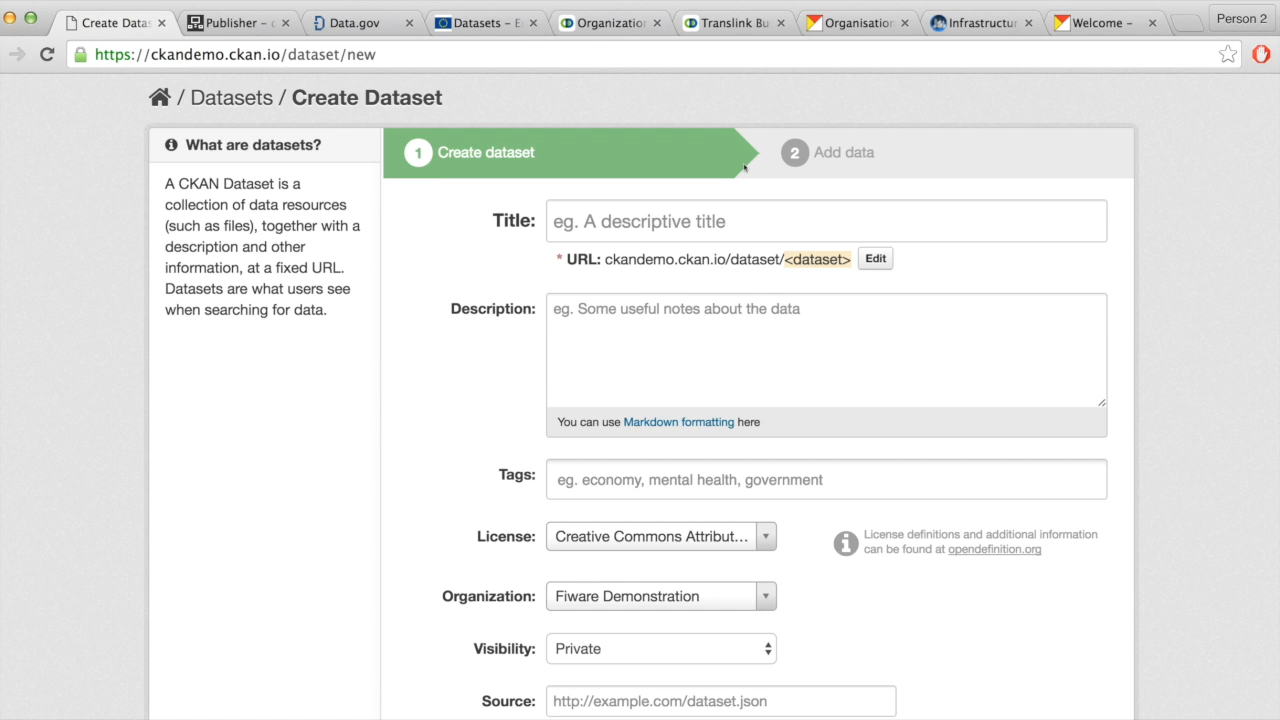 Create Datas
Publisher –
Data.gov
Datasets – E
Organization
Translink Bu
Organisation
Infrastructur
Welcome –
Person 2
https://ckandemo.ckan.io/dataset/new
/ Datasets / Create Dataset
What are datasets?
A CKAN Dataset is a
collection of data resources
(such as files), together with a
description and other
information, at a fixed URL.
Datasets are what users see
when searching for data.
1 Create dataset
2 Add data
Title: eg. A descriptive title
* URL: ckandemo.ckan.io/dataset/<dataset> Edit
Description: eg. Some useful notes about the data
You can use Markdown formatting here
Tags: eg. economy, mental health, government
License: Creative Commons Attribut...
License definitions and additional information
can be found at opendefinition.org
Organization: Fiware Demonstration
Visibility: Private
Source: http://example.com/dataset.json